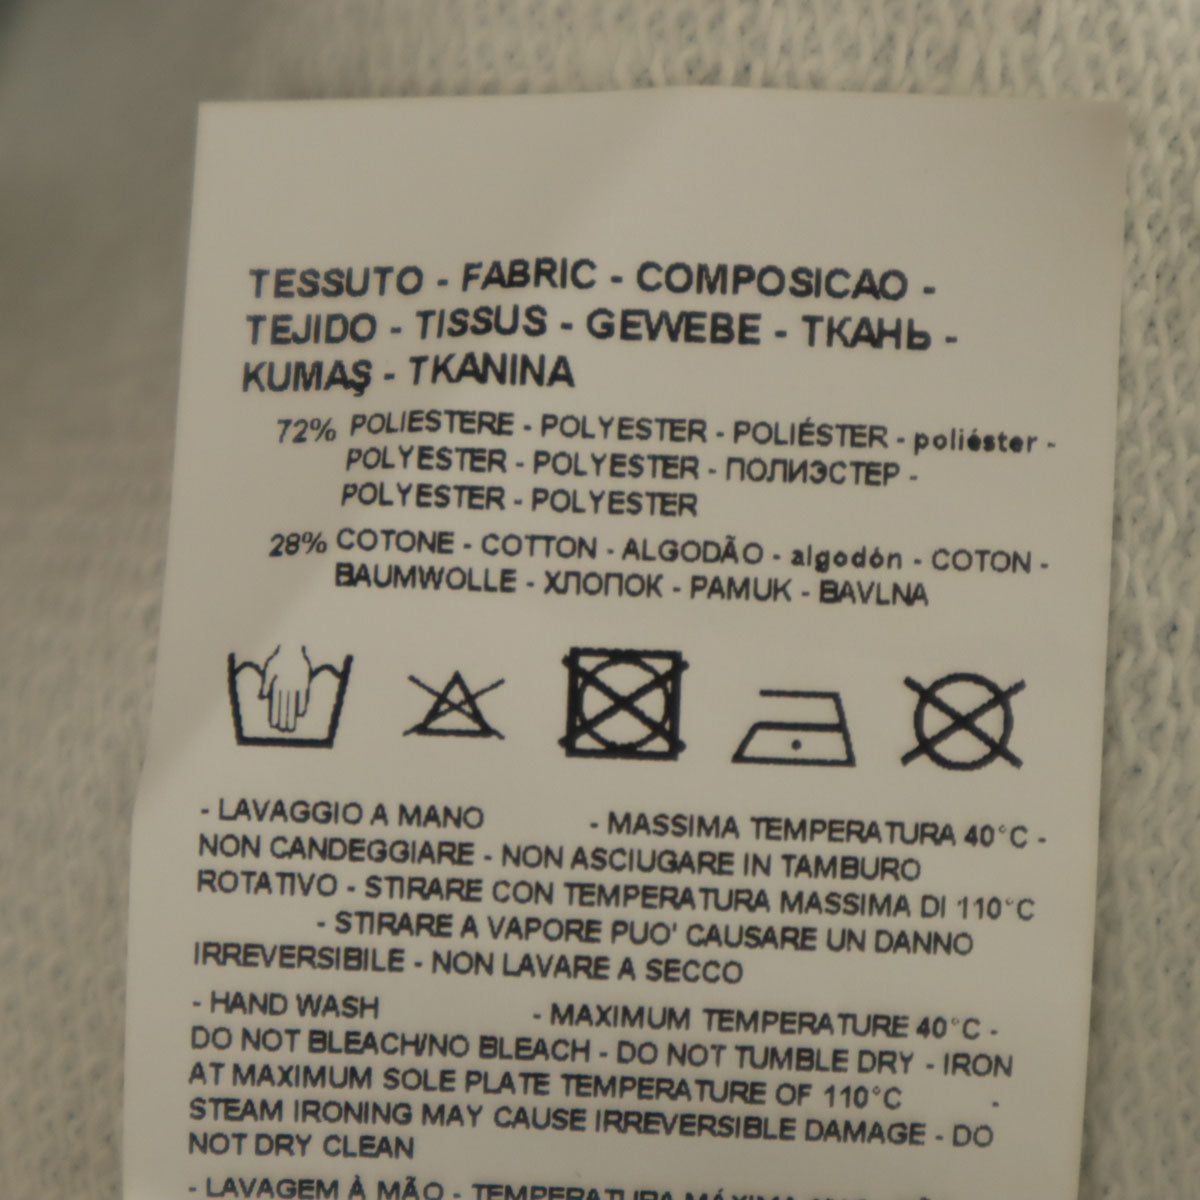 TESSUTO - FABRIC - COMPOSICAO -
TEJIDO - TISSUS - GEWEBE - ТКАНЬ -
KUMAŞ - TKANINA
72% POLIESTERE - POLYESTER - POLIÉSTER - poliéster -
POLYESTER - POLYESTER - ПОЛИЭСТЕР -
POLYESTER - POLYESTER
28% COTONE - COTTON - ALGODÃO - algodón - COTON -
BAUMWOLLE - ХЛОПОК - PAMUK - BAVLNA
- LAVAGGIO A MANO - MASSIMA TEMPERATURA 40°C -
NON CANDEGGIARE - NON ASCIUGARE IN TAMBURO
ROTATIVO - STIRARE CON TEMPERATURA MASSIMA DI 110°C
- STIRARE A VAPORE PUO' CAUSARE UN DANNO
IRREVERSIBILE - NON LAVARE A SECCO
- HAND WASH - MAXIMUM TEMPERATURE 40°C -
DO NOT BLEACH/NO BLEACH - DO NOT TUMBLE DRY - IRON
AT MAXIMUM SOLE PLATE TEMPERATURE OF 110°C -
STEAM IRONING MAY CAUSE IRREVERSIBLE DAMAGE - DO
NOT DRY CLEAN
- LAVAGEM À MÃO - TEMPERATURA MÁXIMA